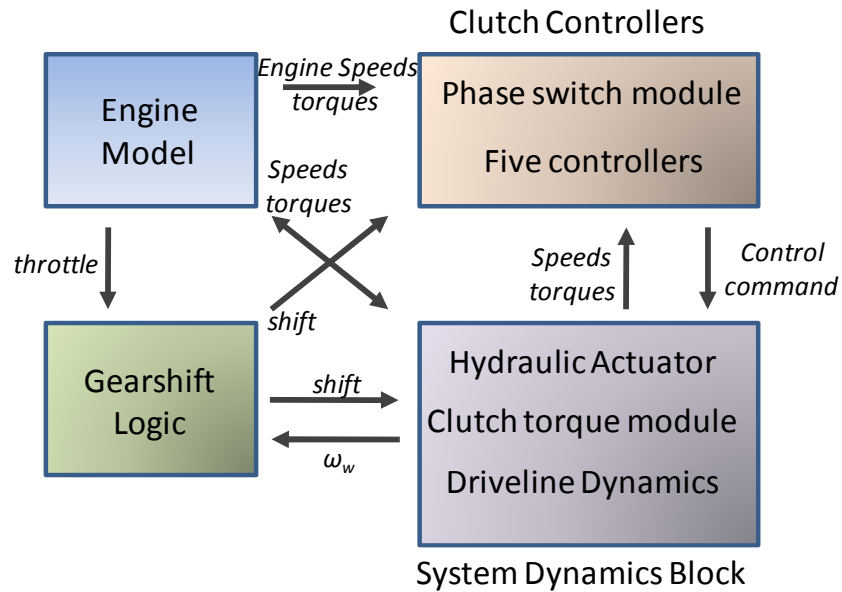 Clutch Controllers
Engine
Model
Engine Speeds
torques
Phase switch module
Five controllers
Speeds
torques
throttle
shift
Speeds
torques
Control
command
Gearshift
Logic
shift
ω_w
Hydraulic Actuator
Clutch torque module
Driveline Dynamics
System Dynamics Block